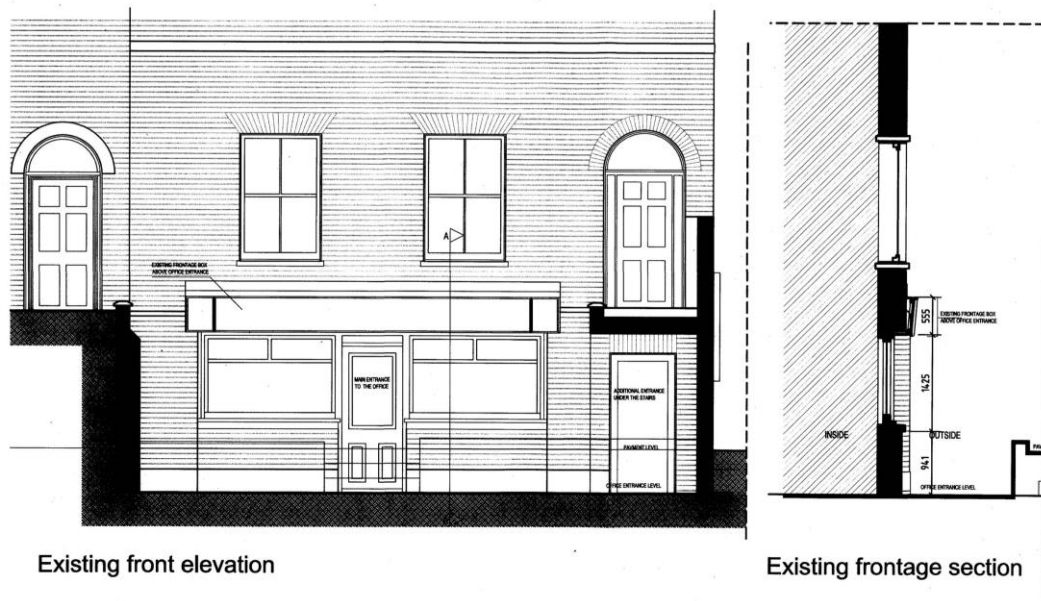 A
EXISTING FRONTAGE BOX
ABOVE OFFICE ENTRANCE
MAIN ENTRANCE
TO THE OFFICE
ADDITIONAL ENTRANCE
UNDER THE STAIRS
PAVMENT LEVEL
OFFICE ENTRANCE LEVEL
Existing front elevation
555
EXISTING FRONTAGE BOX
ABOVE OFFICE ENTRANCE
1425
INSIDE
OUTSIDE
941
OFFICE ENTRANCE LEVEL
Existing frontage section